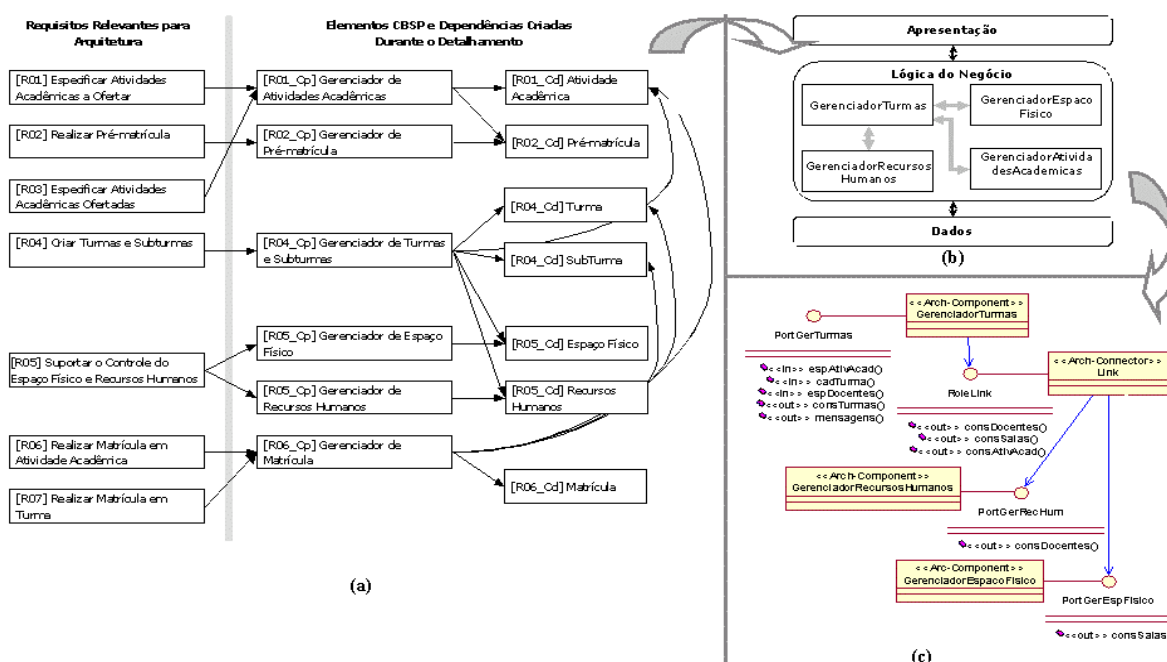 Requisitos Relevantes para
Arquitetura
Elementos CBSP e Dependências Criadas
Durante o Detalhamento
[R01] Especificar Atividades
Acadêmicas a Ofertar
[R02] Realizar Pré-matrícula
[R03] Especificar Atividades
Acadêmicas Ofertadas
[R04] Criar Turmas e Subturmas
[R05] Suportar o Controle do
Espaço Físico e Recursos Humanos
[R06] Realizar Matrícula em
Atividade Acadêmica
[R07] Realizar Matrícula em
Turma
[R01_Cp] Gerenciador de
Atividades Acadêmicas
[R02_Cp] Gerenciador de
Pré-matrícula
[R04_Cp] Gerenciador de Turmas
e Subturmas
[R05_Cp] Gerenciador de Espaço
Físico
[R05_Cp] Gerenciador de
Recursos Humanos
[R06_Cp] Gerenciador de
Matrícula
[R01_Cd] Atividade
Acadêmica
[R02_Cd] Pré-matrícula
[R04_Cd] Turma
[R04_Cd] SubTurma
[R05_Cd] Espaço Físico
[R05_Cd] Recursos
Humanos
[R06_Cd] Matrícula
(a)
Apresentação
Lógica do Negócio
GerenciadorTurmas
GerenciadorEspaco
Fisico
GerenciadorRecursos
Humanos
GerenciadorAtivida
desAcademicas
Dados
(b)
<<Arch-Component>>
GerenciadorTurmas
PortGerTurmas
<<in>> espAtivAcad()
<<in>> cadTurma()
<<in>> espDocentes()
<<out>> consTurmas()
<<out>> mensagens()
<<Arch-Connector>>
Link
RoleLink
<<out>> consDocentes()
<<out>> consSalas()
<<out>> consAtivAcad()
<<Arch-Component>>
GerenciadorRecursosHumanos
PortGerRecHum
<<out>> consDocentes()
<<Arc-Component>>
GerenciadorEspacoFisico
PortGerEspFisico
<<out>> consSalas
(c)